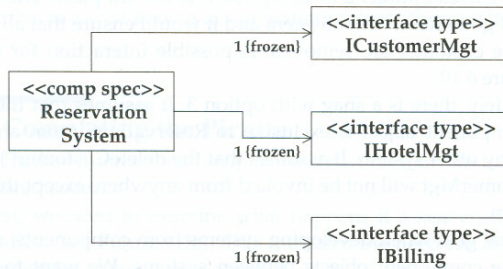 <<interface type>>
ICustomerMgt
1 {frozen}
<<comp spec>>
Reservation
System
<<interface type>>
IHotelMgt
1 {frozen}
<<interface type>>
IBilling
1 {frozen}